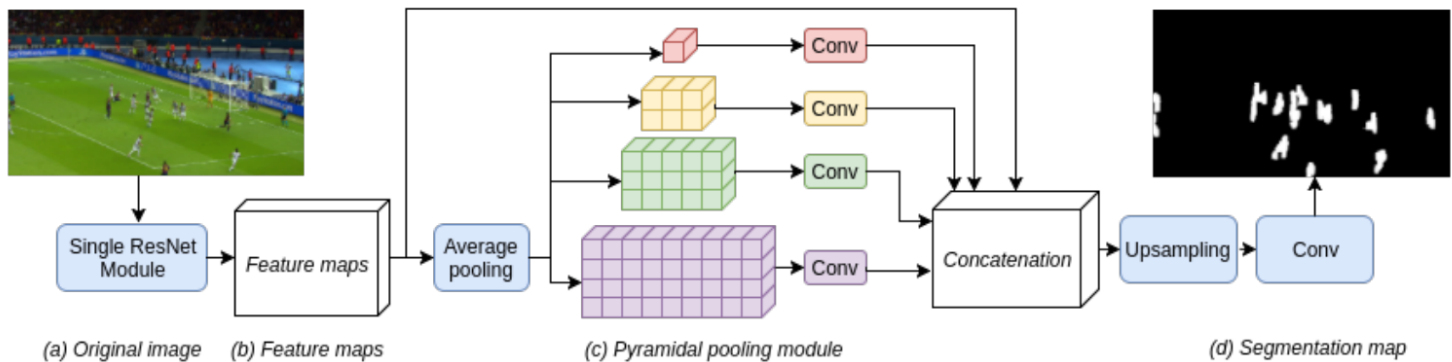 Conv
Conv
Conv
Single ResNet
Module
Feature maps
Average
pooling
Conv
Concatenation
Upsampling
Conv
(a) Original image
(b) Feature maps
(c) Pyramidal pooling module
(d) Segmentation map